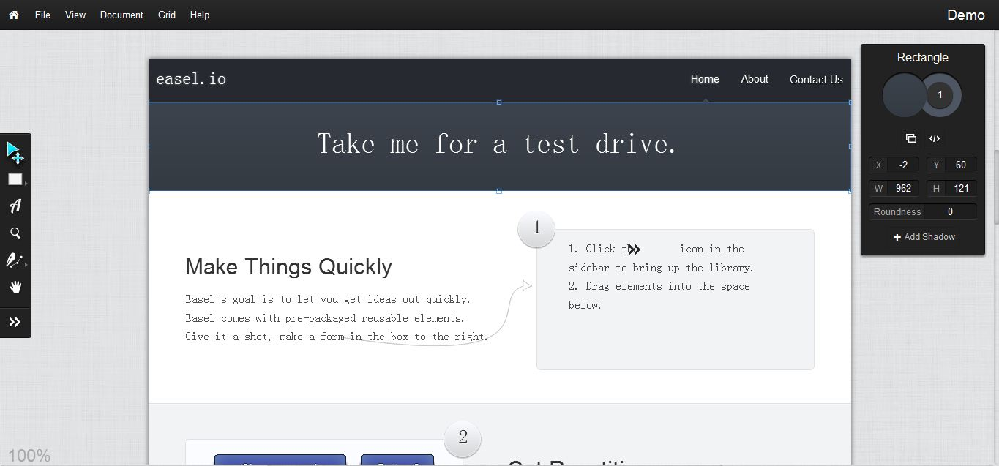 File View Document Grid Help
Demo
easel.io
Home About Contact Us
Take me for a test drive.
Rectangle
1
X -2 Y 60
W 962 H 121
Roundness 0
Add Shadow
Make Things Quickly
Easel´s goal is to let you get ideas out quickly.
Easel comes with pre-packaged reusable elements.
Give it a shot, make a form in the box to the right.
1
1. Click the icon in the
sidebar to bring up the library.
2. Drag elements into the space
below.
2
100%